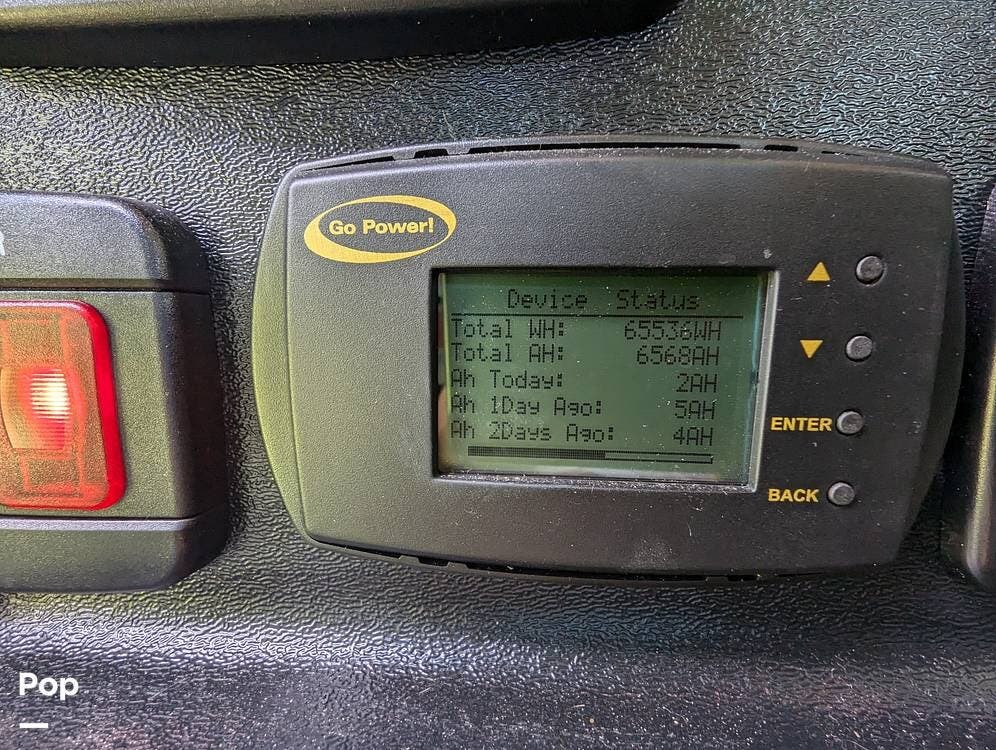 R
Go Power!
Device Status
Total WH: 65536WH
Total AH: 6568AH
Ah Today: 2AH
Ah 1Day Ago: 5AH
Ah 2Days Ago: 4AH
ENTER
BACK
Pop